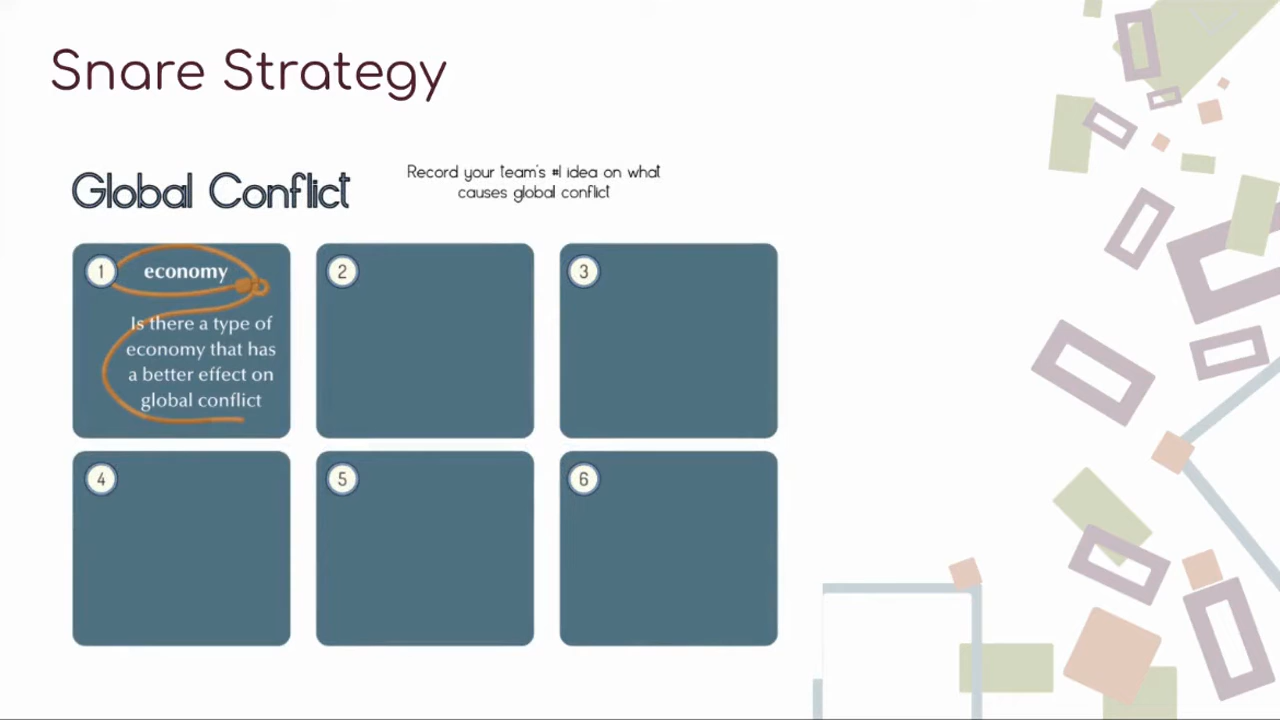 Snare Strategy
Global Conflict
Record your team's #1 idea on what
causes global conflict
1
economy
Is there a type of
economy that has
a better effect on
global conflict
2
3
4
5
6